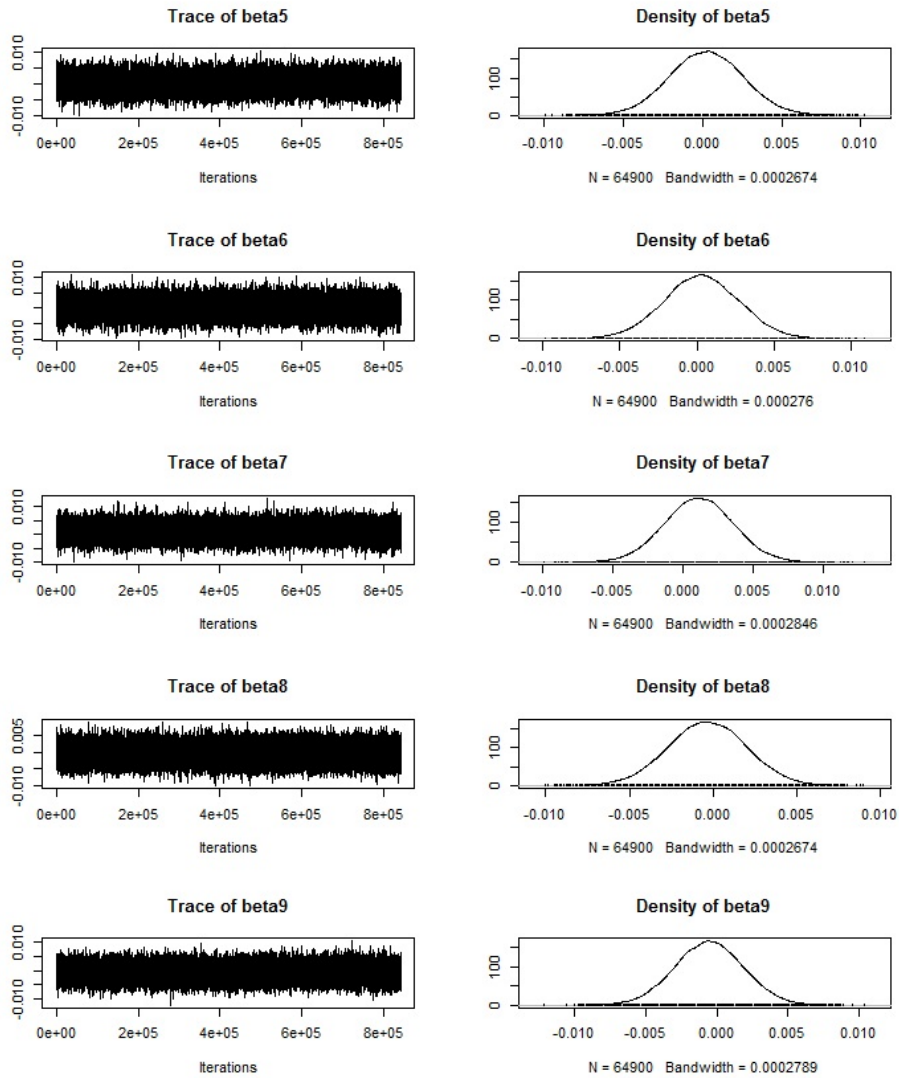 Trace of beta5
0.010
-0.010
0e+00 2e+05 4e+05 6e+05 8e+05
Iterations
Density of beta5
100
0
-0.010 -0.005 0.000 0.005 0.010
N = 64900 Bandwidth = 0.0002674
Trace of beta6
0.010
-0.010
0e+00 2e+05 4e+05 6e+05 8e+05
Iterations
Density of beta6
100
0
-0.010 -0.005 0.000 0.005 0.010
N = 64900 Bandwidth = 0.000276
Trace of beta7
0.010
-0.010
0e+00 2e+05 4e+05 6e+05 8e+05
Iterations
Density of beta7
100
0
-0.010 -0.005 0.000 0.005 0.010
N = 64900 Bandwidth = 0.0002846
Trace of beta8
0.005
-0.010
0e+00 2e+05 4e+05 6e+05 8e+05
Iterations
Density of beta8
100
0
-0.010 -0.005 0.000 0.005 0.010
N = 64900 Bandwidth = 0.0002674
Trace of beta9
0.010
-0.010
0e+00 2e+05 4e+05 6e+05 8e+05
Iterations
Density of beta9
100
0
-0.010 -0.005 0.000 0.005 0.010
N = 64900 Bandwidth = 0.0002789